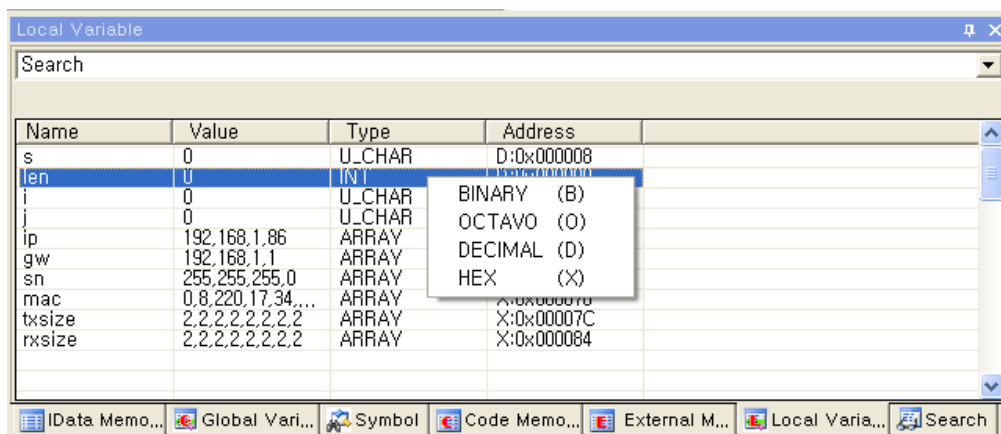 Local Variable
Search
Name Value Type Address
s 0 U_CHAR D:0x000008
len 0 INT
i 0 U_CHAR
j 0 U_CHAR
ip 192,168,1,86 ARRAY
gw 192,168,1,1 ARRAY
sn 255,255,255,0 ARRAY
mac 0,8,220,17,34,... ARRAY
txsize 2,2,2,2,2,2,2,2 ARRAY X:0x00007C
rxsize 2,2,2,2,2,2,2,2 ARRAY X:0x000084
BINARY (B)
OCTAVO (O)
DECIMAL (D)
HEX (X)
IData Memo... Global Vari... Symbol Code Memo... External M... Local Varia... Search